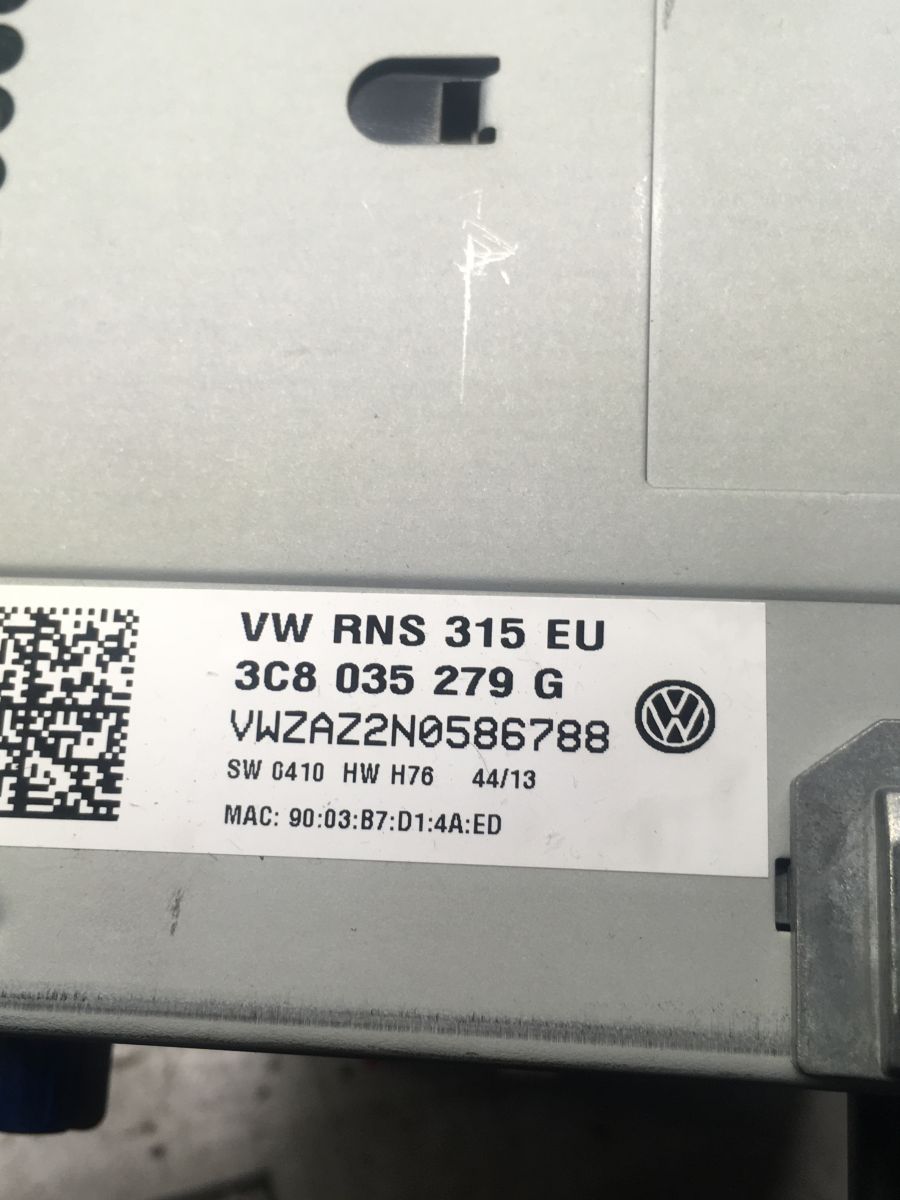 VW RNS 315 EU
3C8 035 279 G
VWZAZ2N0586788
SW 0410 HW H76 44/13
MAC: 90:03:B7:D1:4A:ED